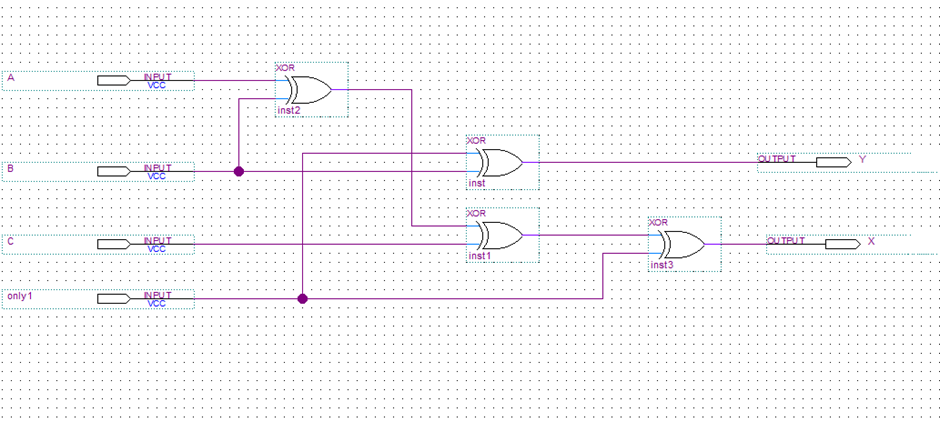 XOR
A INPUT
VCC
inst2
XOR
OUTPUT Y
B INPUT
VCC
inst
XOR
XOR
C INPUT
VCC
OUTPUT X
inst1
inst3
only1 INPUT
VCC